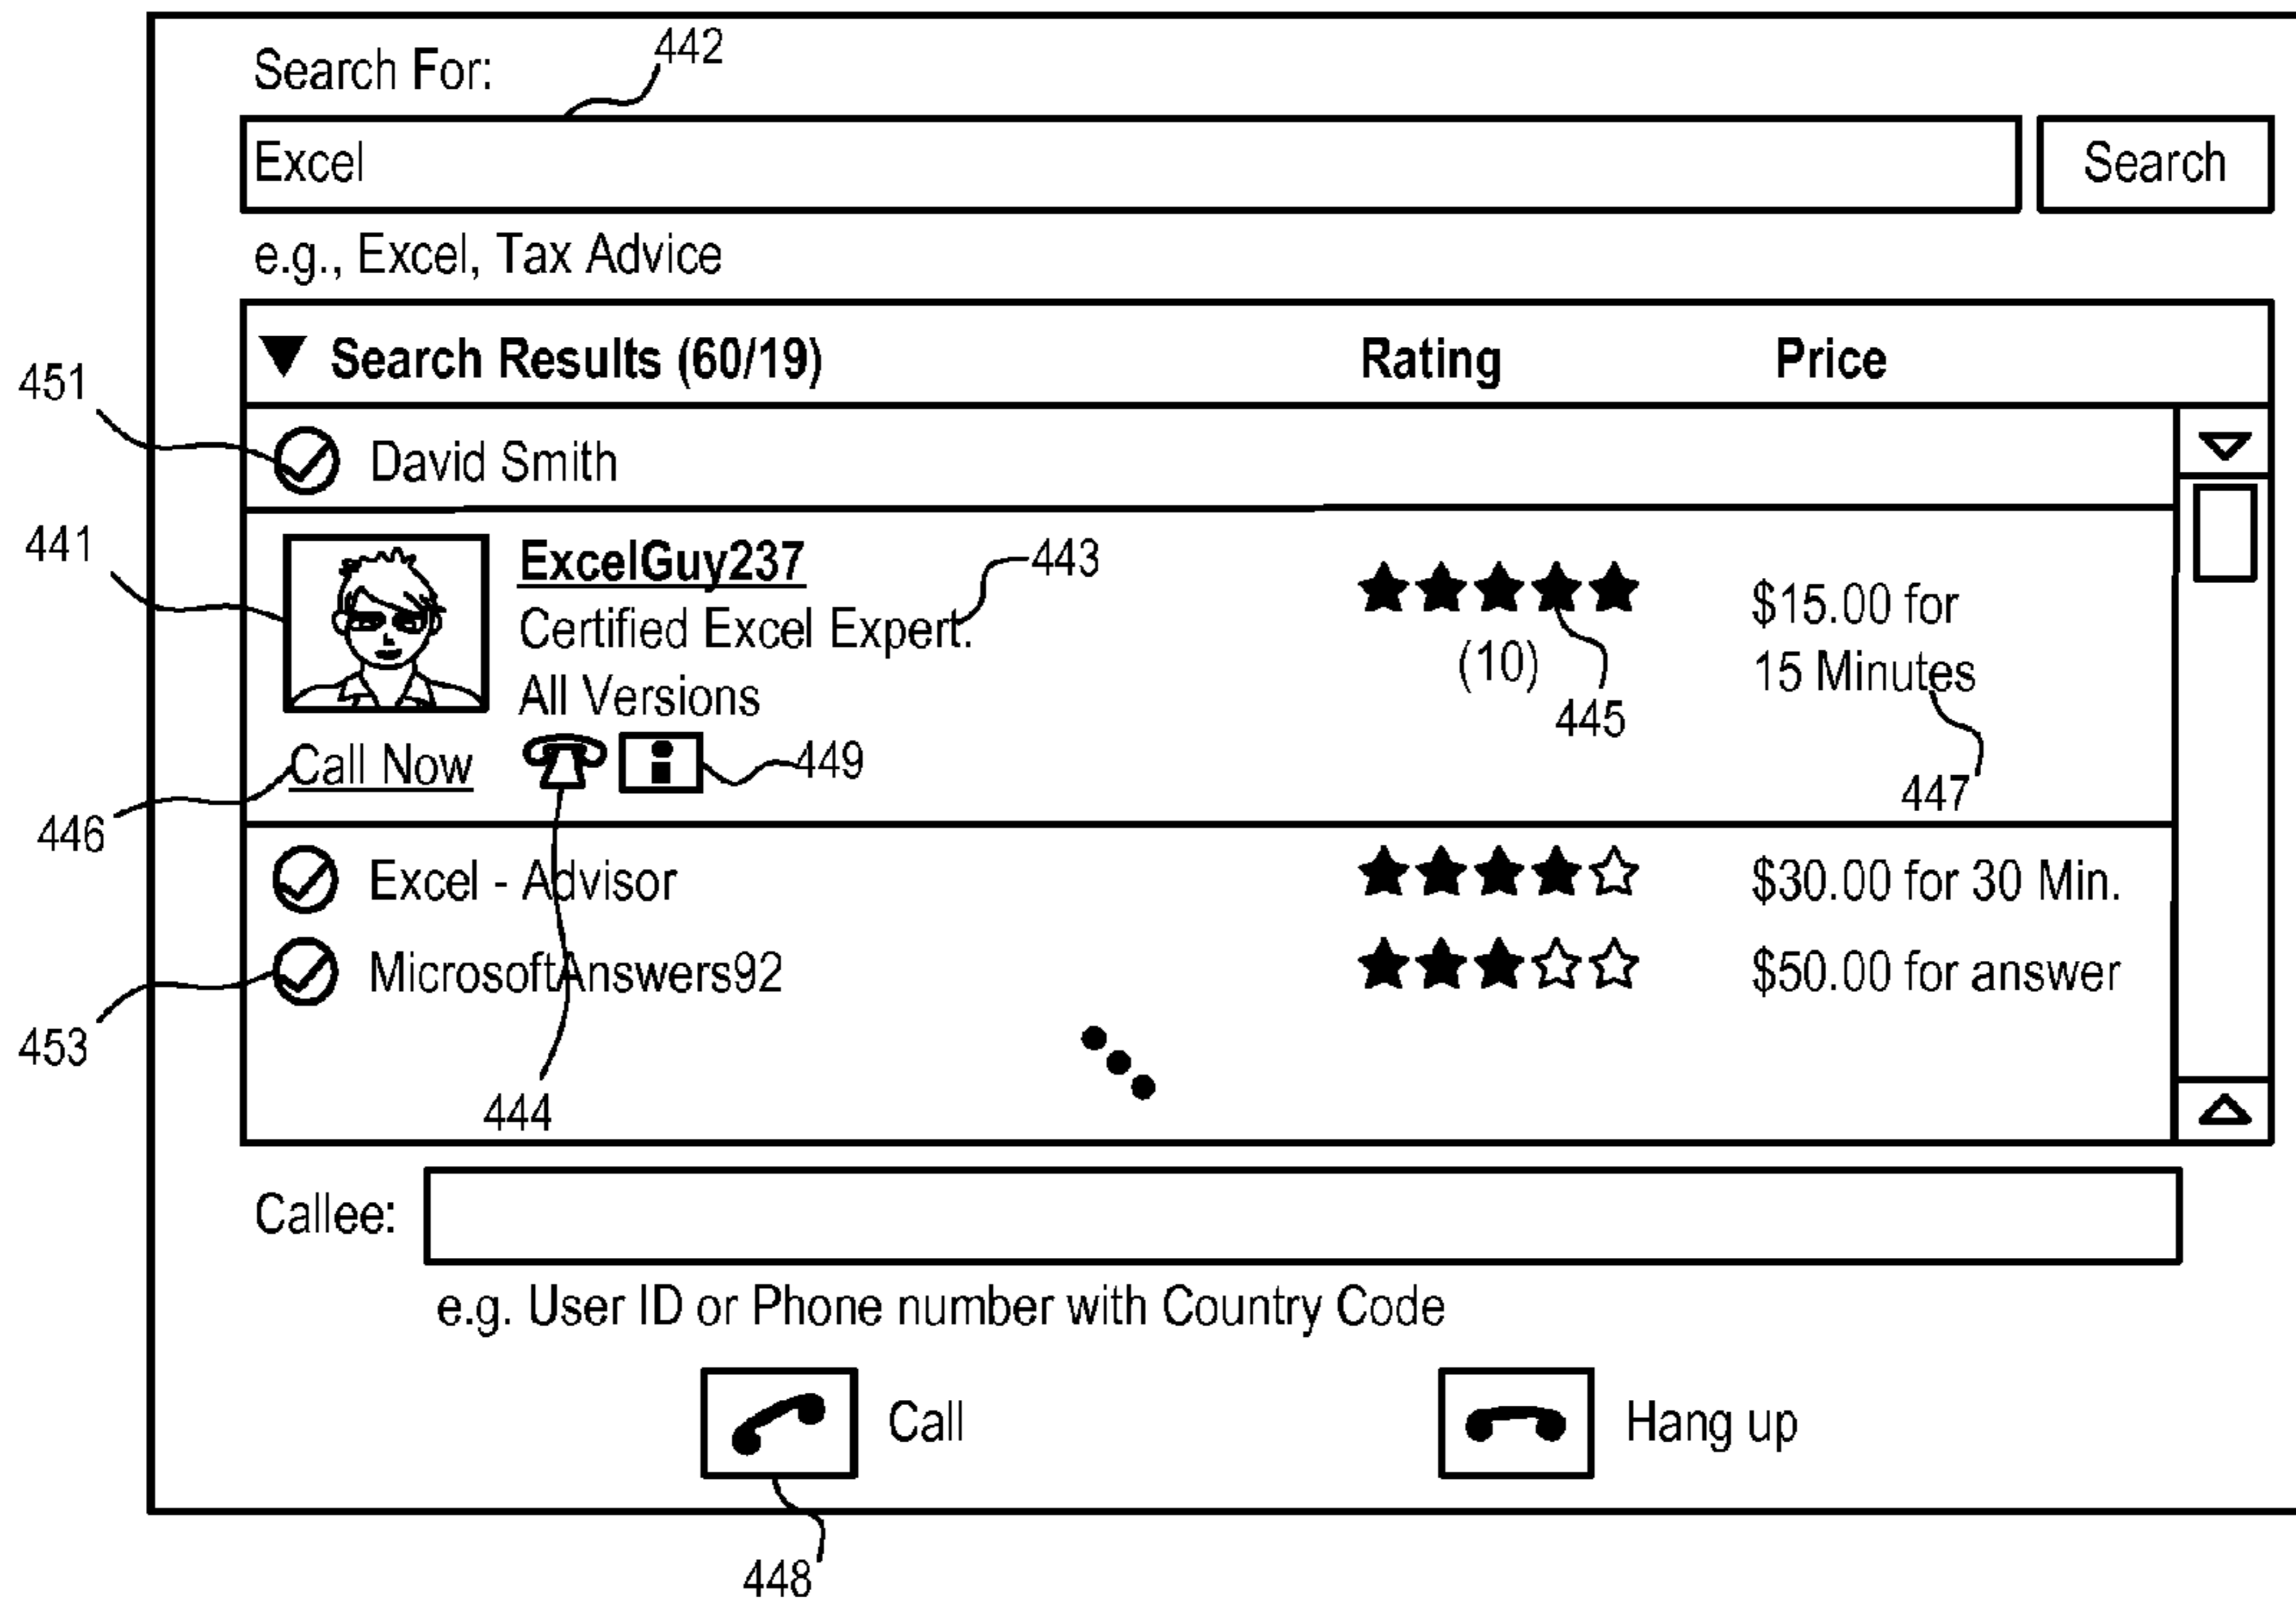 442
Search For:
Excel
Search
e.g., Excel, Tax Advice
Search Results (60/19) Rating Price
451
David Smith
441
ExcelGuy237
443
Certified Excel Expert.
All Versions
(10)
$15.00 for
15 Minutes
445
Call Now
449
447
446
Excel - Advisor $30.00 for 30 Min.
MicrosoftAnswers92 $50.00 for answer
453
444
Callee:
e.g. User ID or Phone number with Country Code
Call
Hang up
448